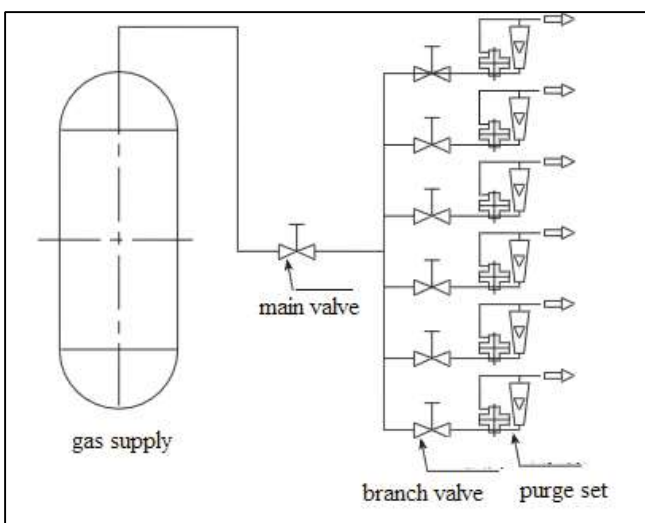 main valve
gas supply
branch valve
purge set